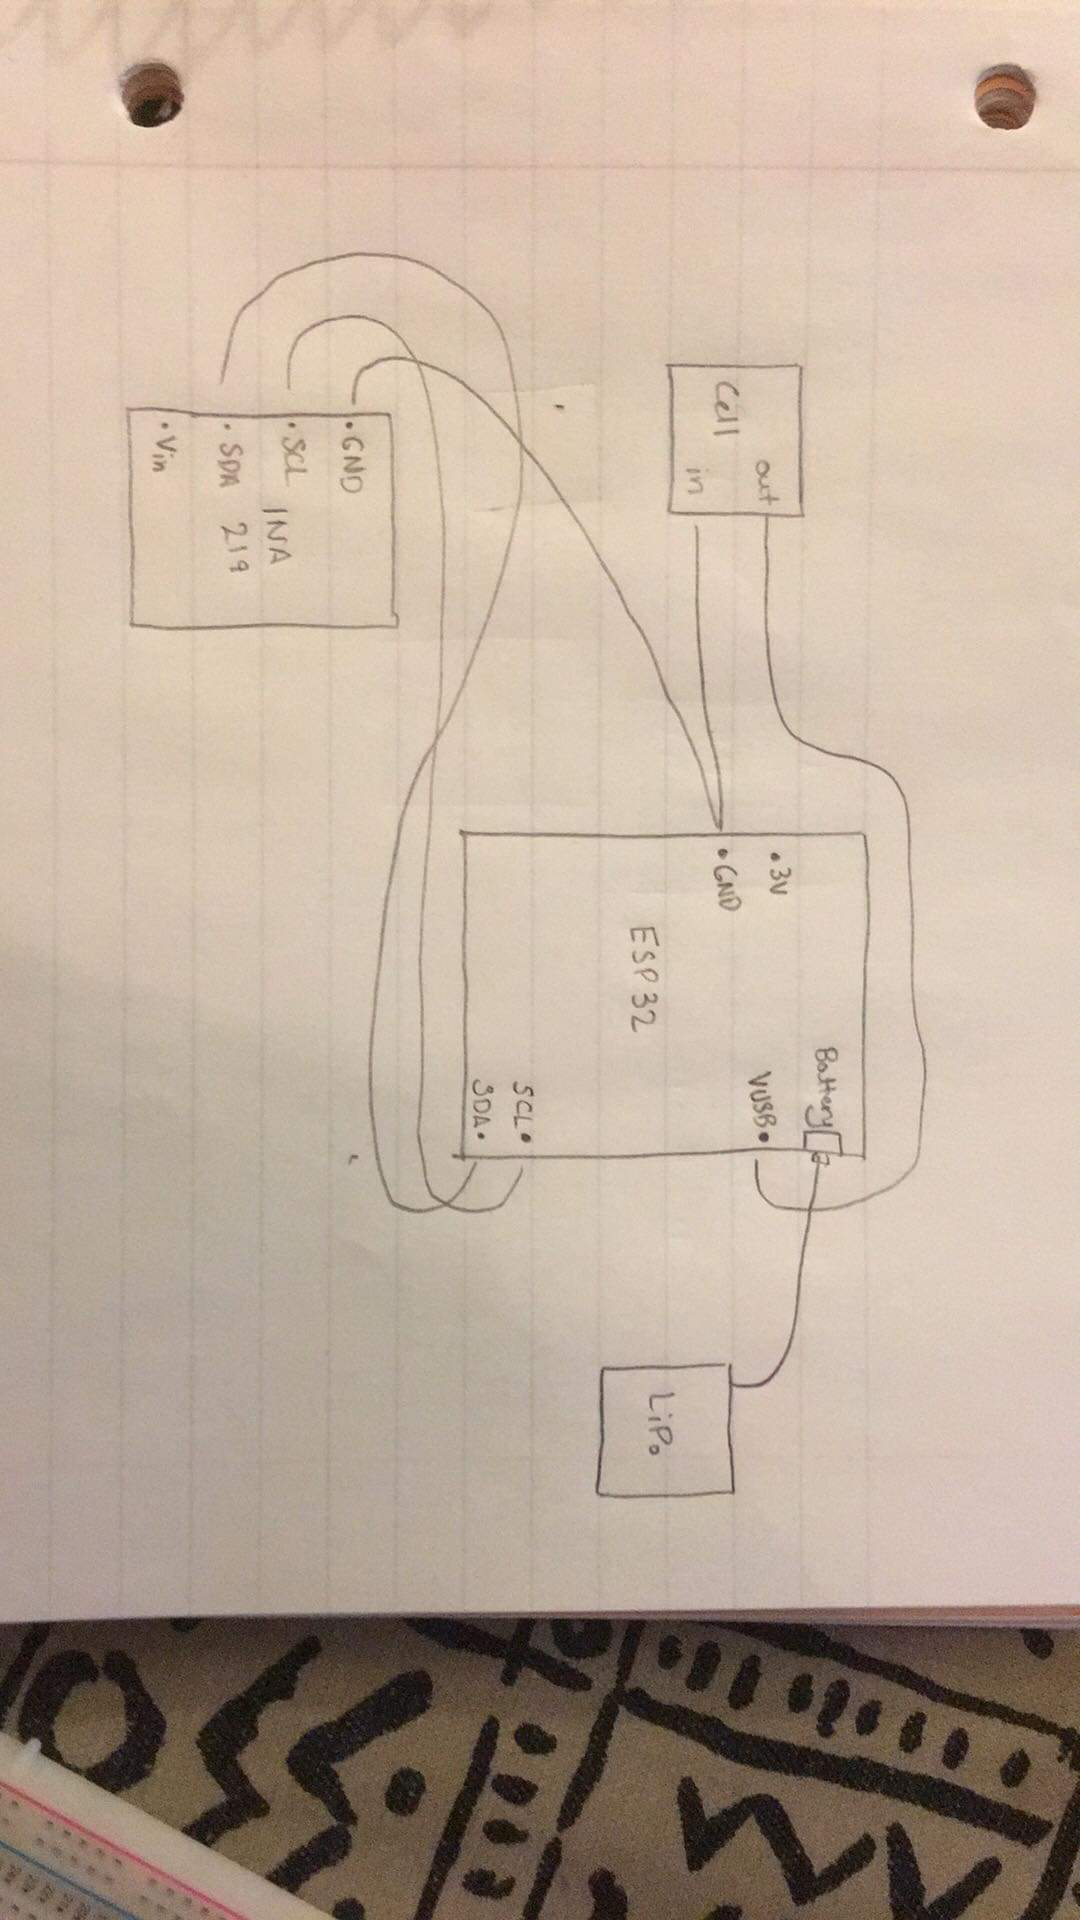 out
Cell
in
Battery
3V
VUSB
GND
ESP32
SCL
SDA
LiPo
GND
SCL
INA
SDA
219
Vin